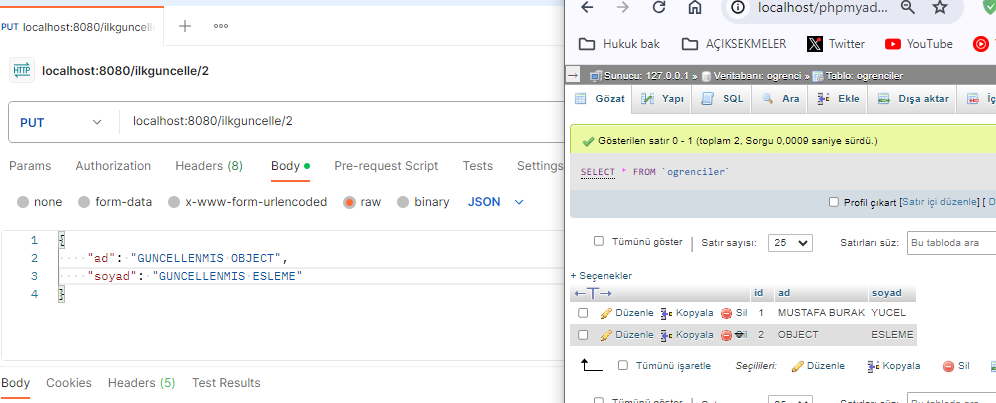 PUT localhost:8080/ilkguncelle
localhost:8080/ilkguncelle/2
PUT
localhost:8080/ilkguncelle/2
Params Authorization Headers (8) Body Pre-request Script Tests Settings
none form-data x-www-form-urlencoded raw binary JSON
1 {
2 "ad": "GUNCELLENMIS OBJECT",
3 "soyad": "GUNCELLENMIS ESLEME"
4 }
Body Cookies Headers (5) Test Results
localhost/phpmyad...
Hukuk bak AÇIKSEKMELER Twitter YouTube
Sunucu: 127.0.0.1 » Veritabanı: ogrenci » Tablo: ogrenciler
Gözat Yapı SQL Ara Ekle Dışa aktar İç
Gösterilen satır 0 - 1 (toplam 2, Sorgu 0,0009 saniye sürdü.)
SELECT * FROM `ogrenciler`
Profil çıkart [Satır içi düzenle] [ D
Tümünü göster Satır sayısı: 25 Satırları süz: Bu tabloda ara
+ Seçenekler
←T→ id ad soyad
Düzenle Kopyala Sil 1 MUSTAFA BURAK YUCEL
Düzenle Kopyala 2 OBJECT ESLEME
Tümünü işaretle Seçilileri: Düzenle Kopyala Sil